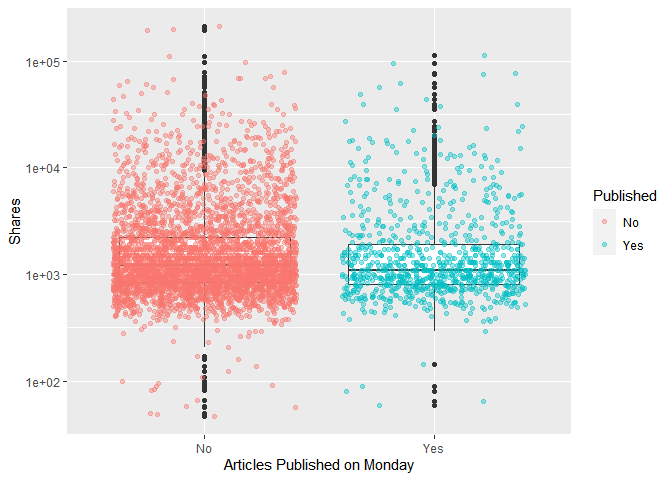 1e+05
1e+04
1e+03
1e+02
Shares
No
Yes
Articles Published on Monday
Published
No
Yes